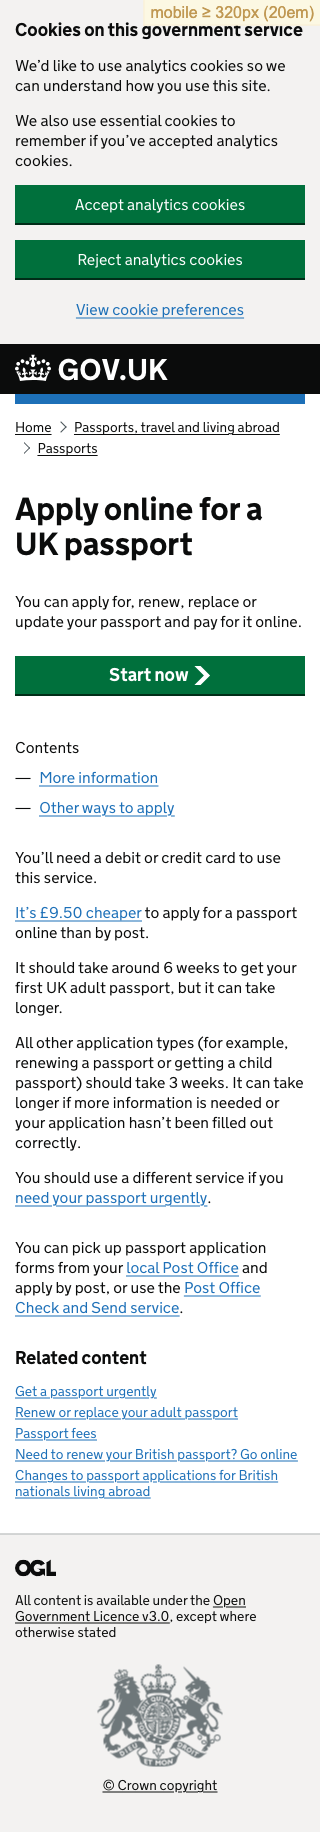 mobile ≥ 320px (20em)
Cookies on this government service
We’d like to use analytics cookies so we
can understand how you use this site.
We also use essential cookies to
remember if you’ve accepted analytics
cookies.
Accept analytics cookies
Reject analytics cookies
View cookie preferences
GOV.UK
Home > Passports, travel and living abroad
> Passports
Apply online for a
UK passport
You can apply for, renew, replace or
update your passport and pay for it online.
Start now
Contents
— More information
— Other ways to apply
You’ll need a debit or credit card to use
this service.
It’s £9.50 cheaper to apply for a passport
online than by post.
It should take around 6 weeks to get your
first UK adult passport, but it can take
longer.
All other application types (for example,
renewing a passport or getting a child
passport) should take 3 weeks. It can take
longer if more information is needed or
your application hasn’t been filled out
correctly.
You should use a different service if you
need your passport urgently.
You can pick up passport application
forms from your local Post Office and
apply by post, or use the Post Office
Check and Send service.
Related content
Get a passport urgently
Renew or replace your adult passport
Passport fees
Need to renew your British passport? Go online
Changes to passport applications for British
nationals living abroad
OGL
All content is available under the Open
Government Licence v3.0, except where
otherwise stated
DIEU ET MON
© Crown copyright